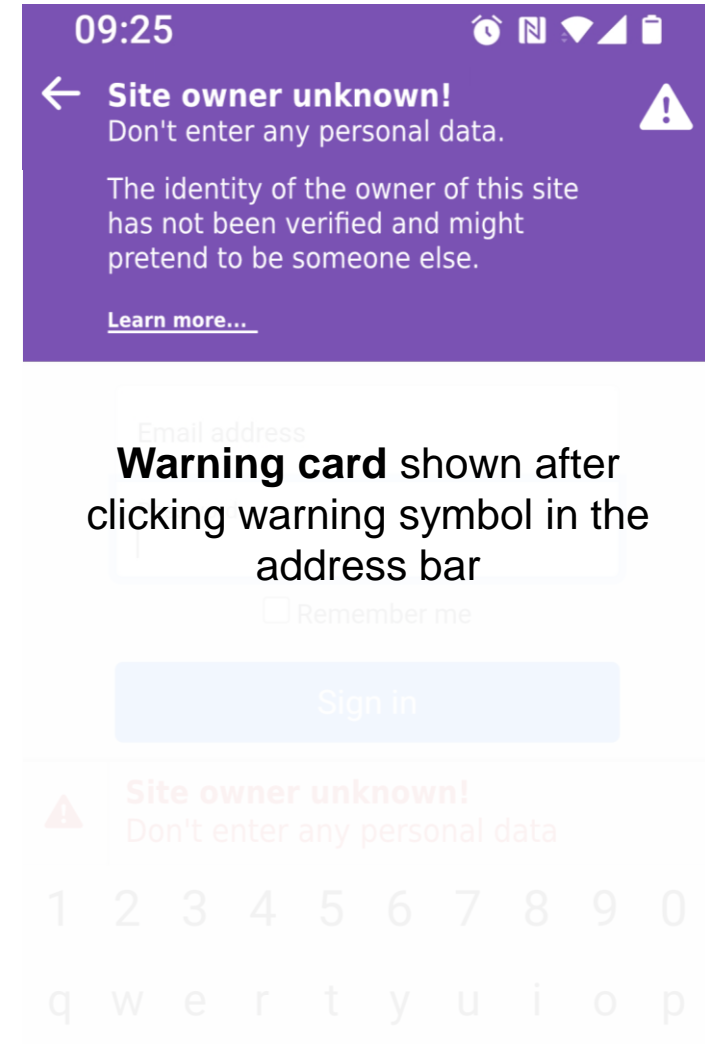 09:25
Site owner unknown!
Don't enter any personal data.
The identity of the owner of this site
has not been verified and might
pretend to be someone else.
Learn more...
Email address
Warning card shown after
clicking warning symbol in the
address bar
Remember me
Sign in
Site owner unknown!
Don't enter any personal data
1 2 3 4 5 6 7 8 9 0
q w e r t y u i o p